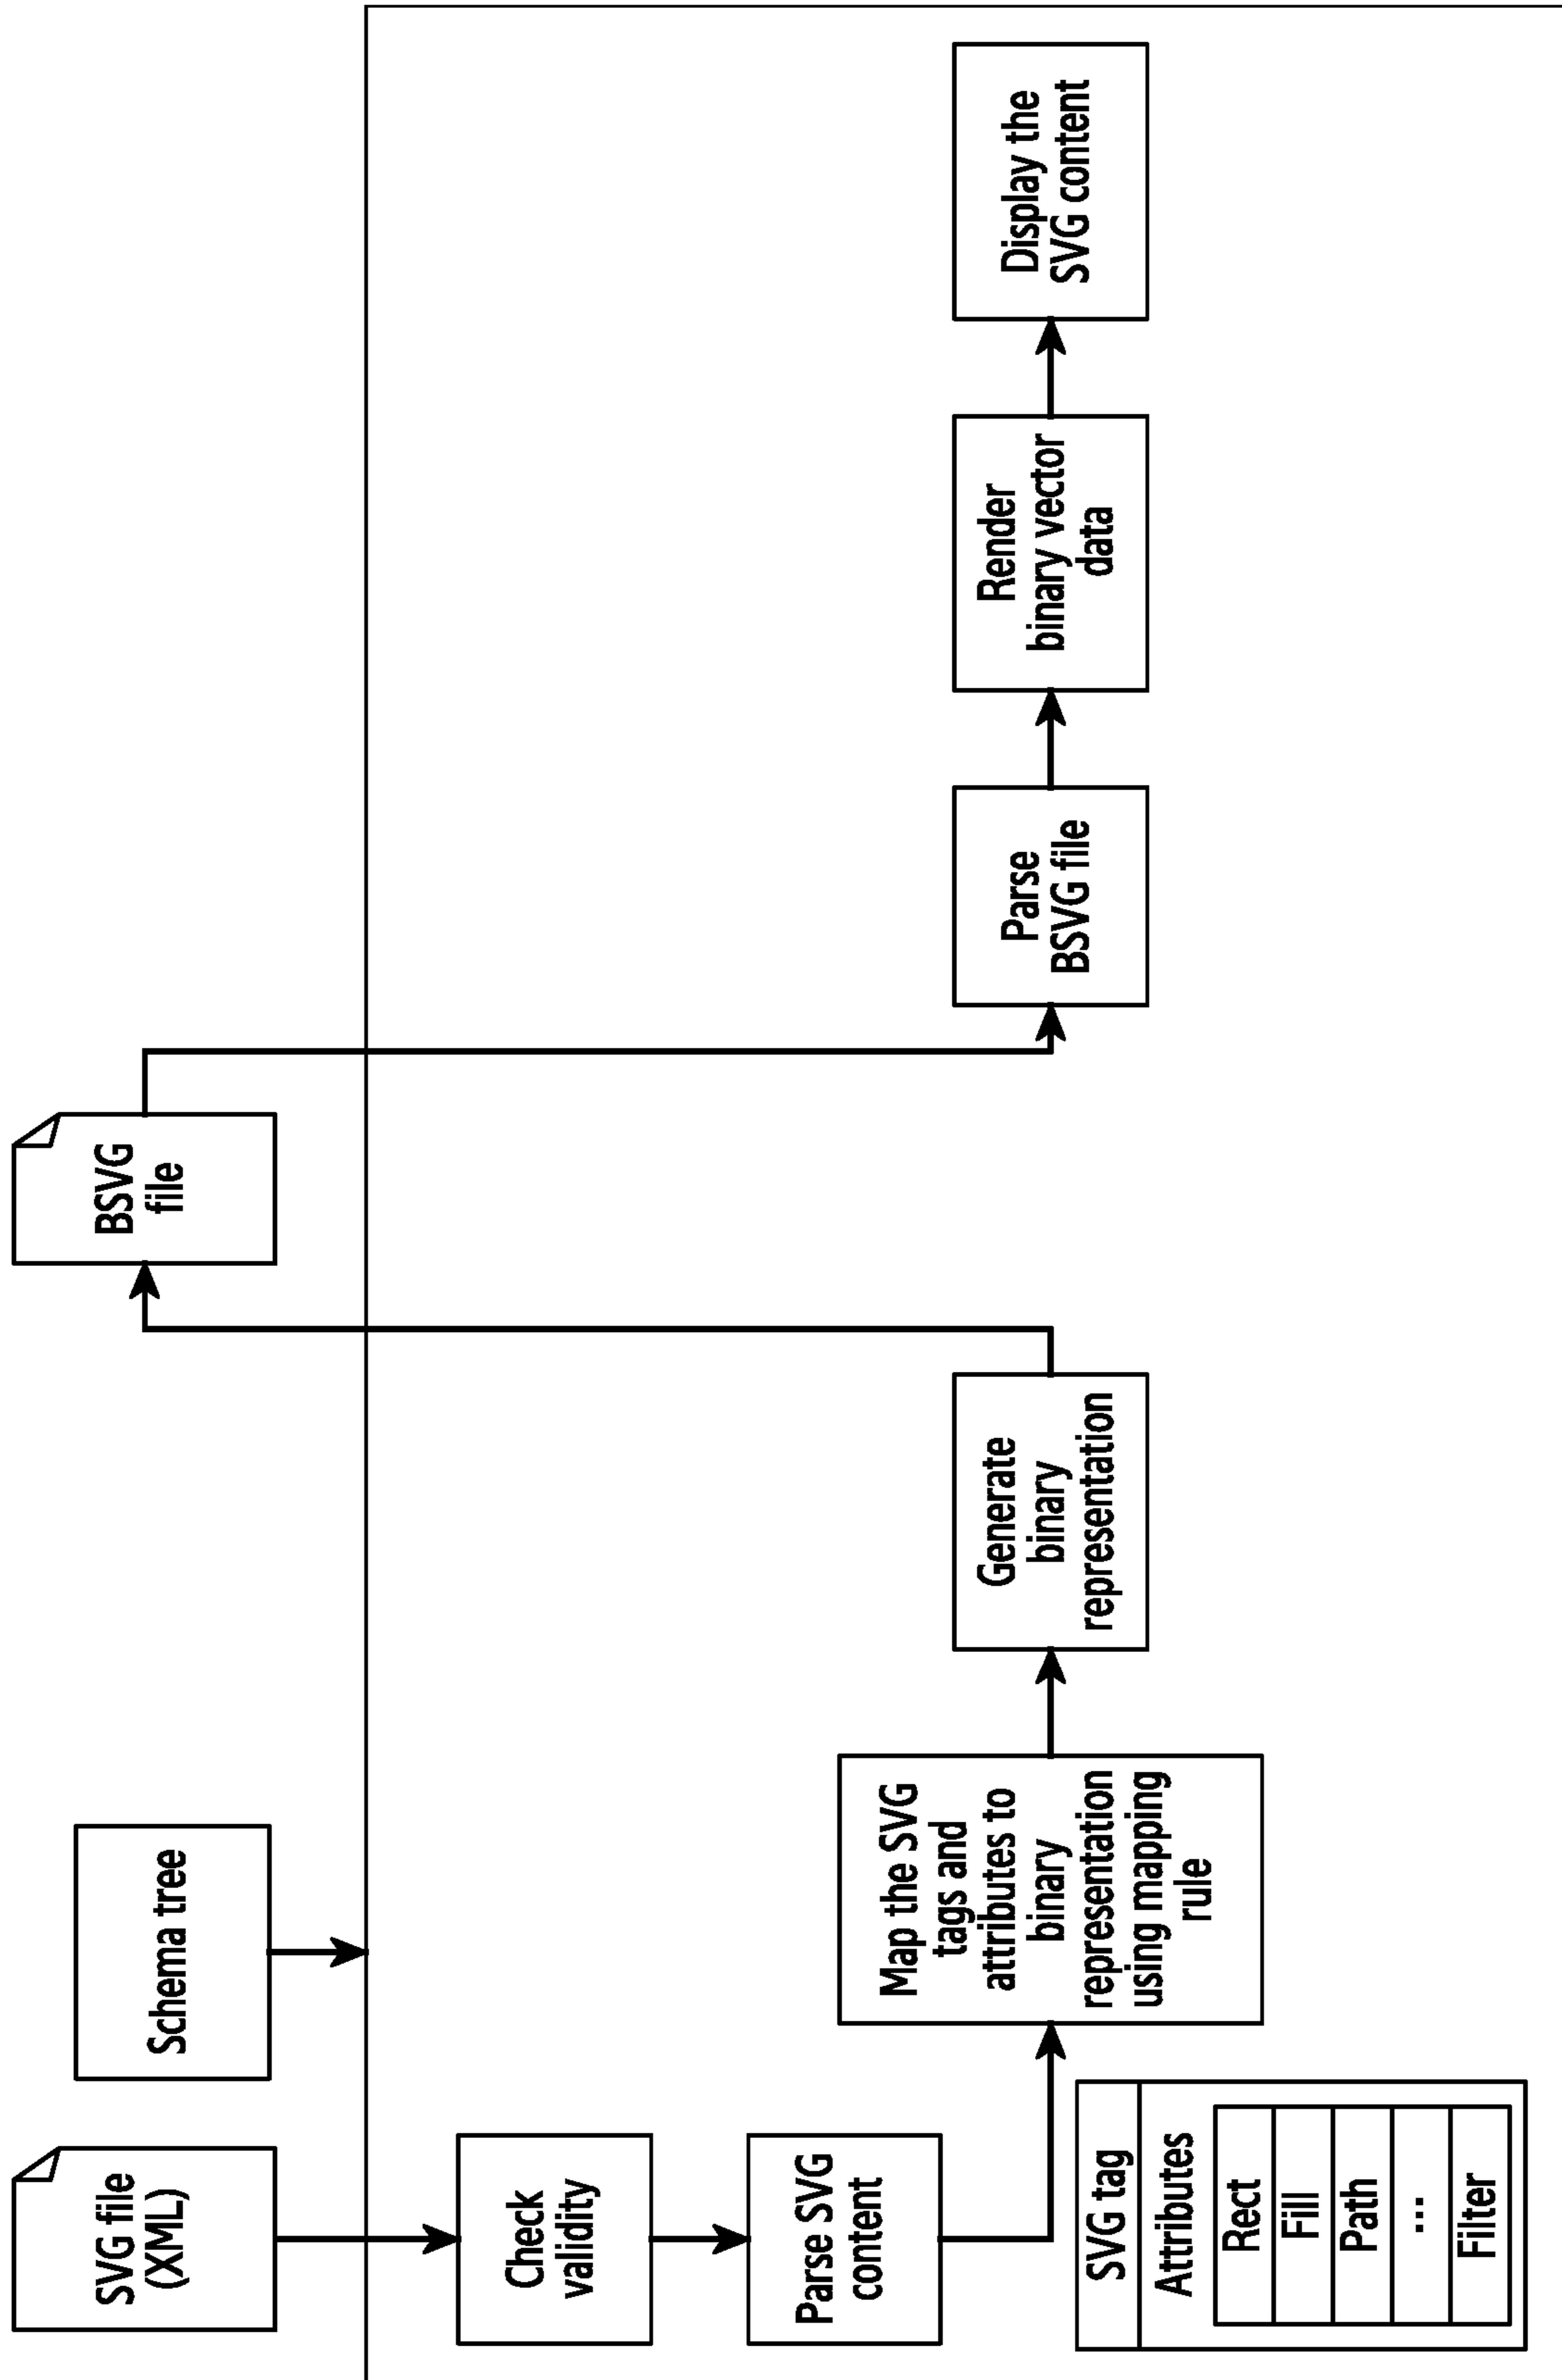 SVG file
(XML)
Schema tree
BSVG
file
Check
validity
Parse SVG
content
SVG tag
Attributes
Rect
Fill
Path
...
Filter
Map the SVG
tags and
attributes to
binary
representation
using mapping
rule
Generate
binary
representation
Parse
BSVG file
Render
binary vector
data
Display the
SVG content